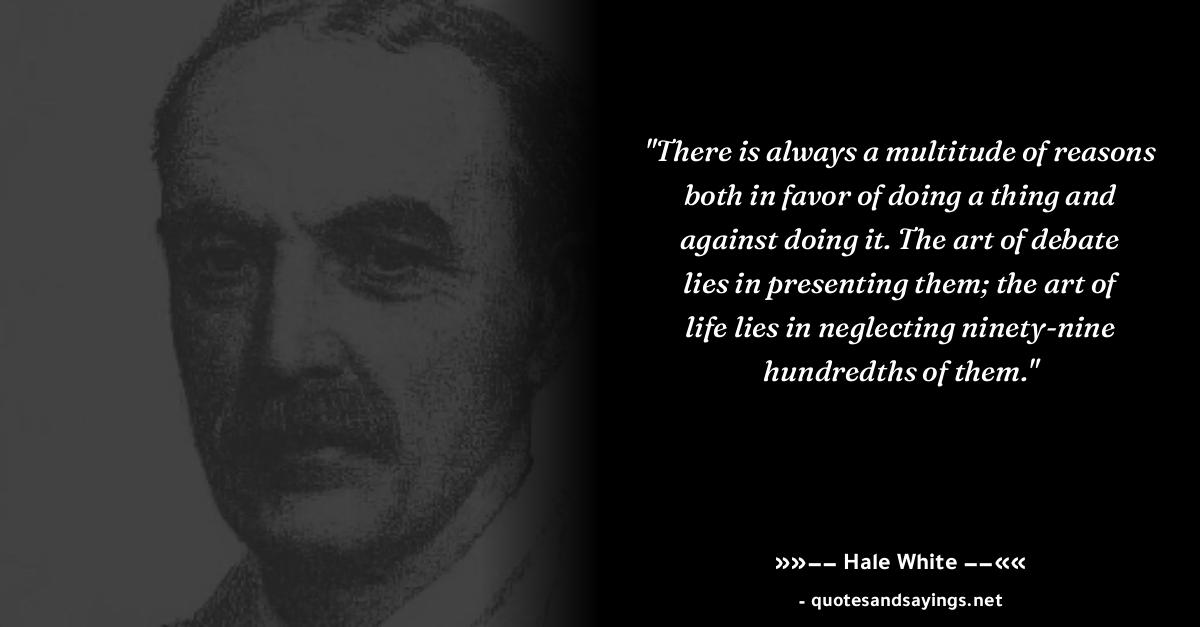 "There is always a multitude of reasons
both in favor of doing a thing and
against doing it. The art of debate
lies in presenting them; the art of
life lies in neglecting ninety-nine
hundredths of them."
»»–– Hale White ––««
- quotesandsayings.net